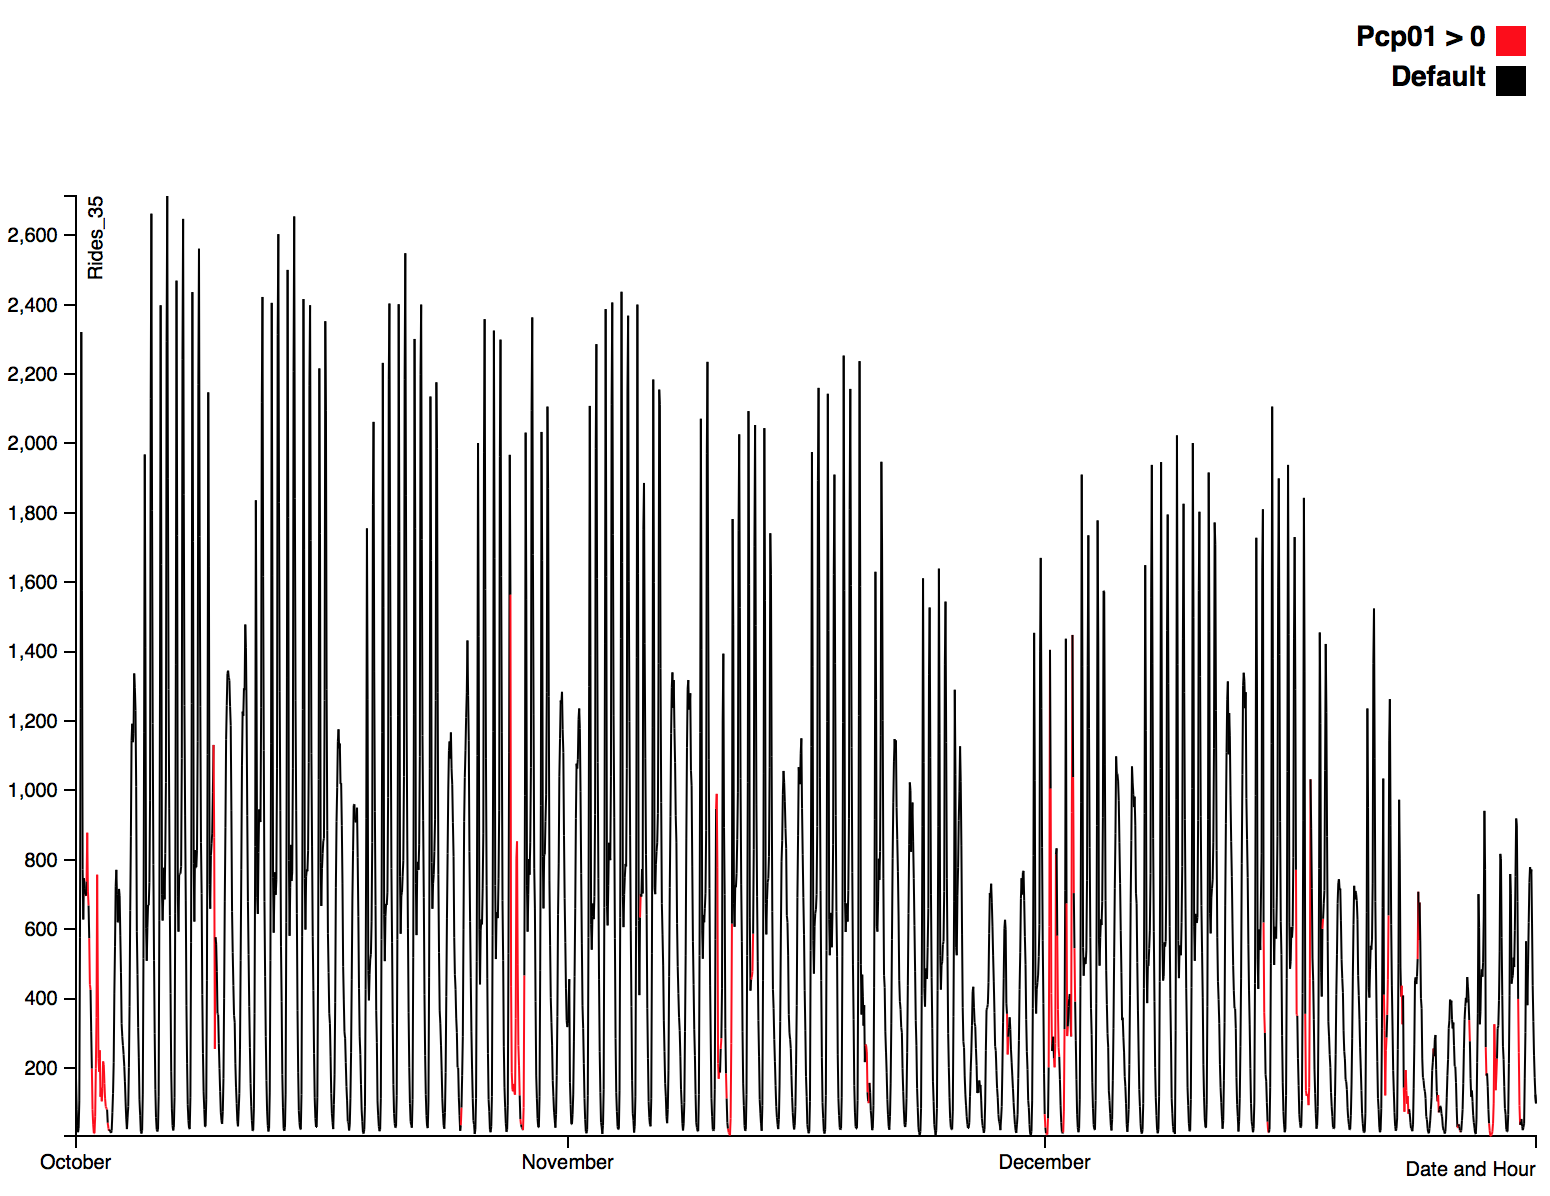 Pcp01 > 0
Default
Rides_35
2,600
2,400
2,200
2,000
1,800
1,600
1,400
1,200
1,000
800
600
400
200
October
November
December
Date and Hour